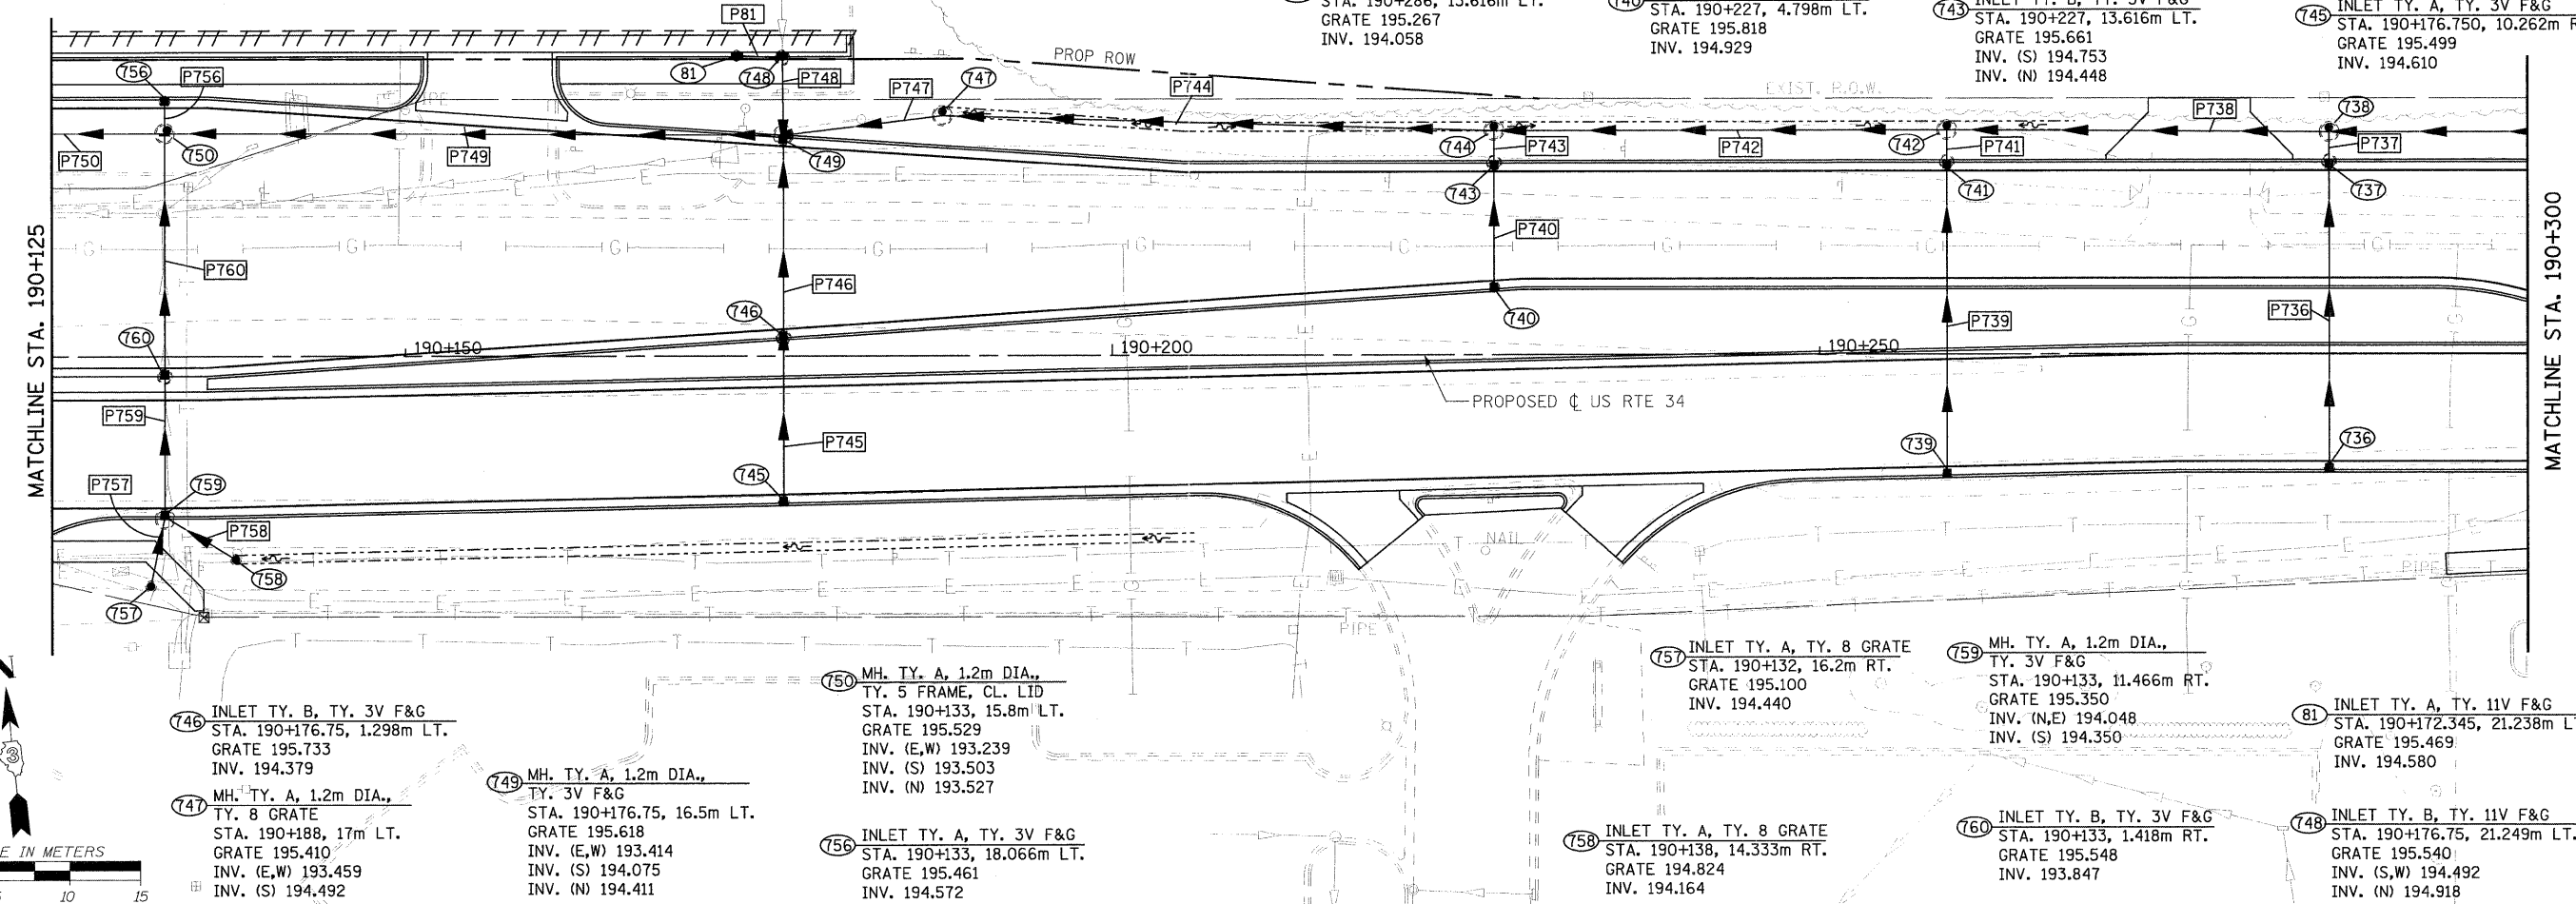 P81
STA. 190+286, 13.616m LT.
GRATE 195.267
INV. 194.058
740
STA. 190+227, 4.798m LT.
GRATE 195.818
INV. 194.929
743
INLET TY. B, TY. 3V F&G
STA. 190+227, 13.616m LT.
GRATE 195.661
INV. (S) 194.753
INV. (N) 194.448
745
INLET TY. A, TY. 3V F&G
STA. 190+176.750, 10.262m R
GRATE 195.499
INV. 194.610
756
P756
81
748
P748
PROP ROW
747
P747
P744
EXIST. R.O.W.
P738
738
P750
750
P749
749
744
P743
743
P742
742
P741
741
P737
737
PIPE
MATCHLINE STA. 190+125
P760
P746
P740
746
740
P739
P736
760
190+150
190+200
190+250
PROPOSED ℄ US RTE 34
P759
P745
745
739
736
MATCHLINE STA. 190+300
P757
759
P758
758
757
NAIL
PIPE
PIPE
N
3
746
INLET TY. B, TY. 3V F&G
STA. 190+176.75, 1.298m LT.
GRATE 195.733
INV. 194.379
747
MH. TY. A, 1.2m DIA.,
TY. 8 GRATE
STA. 190+188, 17m LT.
GRATE 195.410
INV. (E,W) 193.459
INV. (S) 194.492
749
MH. TY. A, 1.2m DIA.,
TY. 3V F&G
STA. 190+176.75, 16.5m LT.
GRATE 195.618
INV. (E,W) 193.414
INV. (S) 194.075
INV. (N) 194.411
750
MH. TY. A, 1.2m DIA.,
TY. 5 FRAME, CL. LID
STA. 190+133, 15.8m LT.
GRATE 195.529
INV. (E,W) 193.239
INV. (S) 193.503
INV. (N) 193.527
756
INLET TY. A, TY. 3V F&G
STA. 190+133, 18.066m LT.
GRATE 195.461
INV. 194.572
757
INLET TY. A, TY. 8 GRATE
STA. 190+132, 16.2m RT.
GRATE 195.100
INV. 194.440
758
INLET TY. A, TY. 8 GRATE
STA. 190+138, 14.333m RT.
GRATE 194.824
INV. 194.164
759
MH. TY. A, 1.2m DIA.,
TY. 3V F&G
STA. 190+133, 11.466m RT.
GRATE 195.350
INV. (N,E) 194.048
INV. (S) 194.350
760
INLET TY. B, TY. 3V F&G
STA. 190+133, 1.418m RT.
GRATE 195.548
INV. 193.847
81
INLET TY. A, TY. 11V F&G
STA. 190+172.345, 21.238m LT
GRATE 195.469
INV. 194.580
748
INLET TY. B, TY. 11V F&G
STA. 190+176.75, 21.249m LT.
GRATE 195.540
INV. (S,W) 194.492
INV. (N) 194.918
E IN METERS
10 15